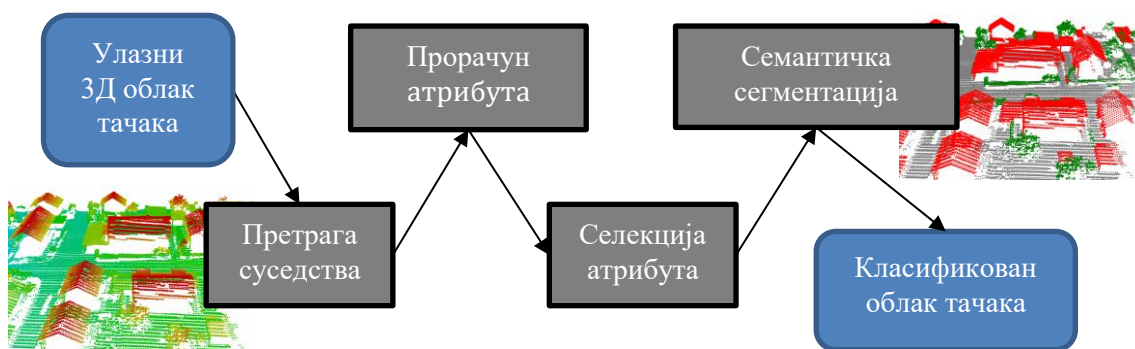 Улазни
3Д облак
тачака
Претрага
суседства
Прорачун
атрибута
Селекција
атрибута
Семантичка
сегментација
Класификован
облак тачака